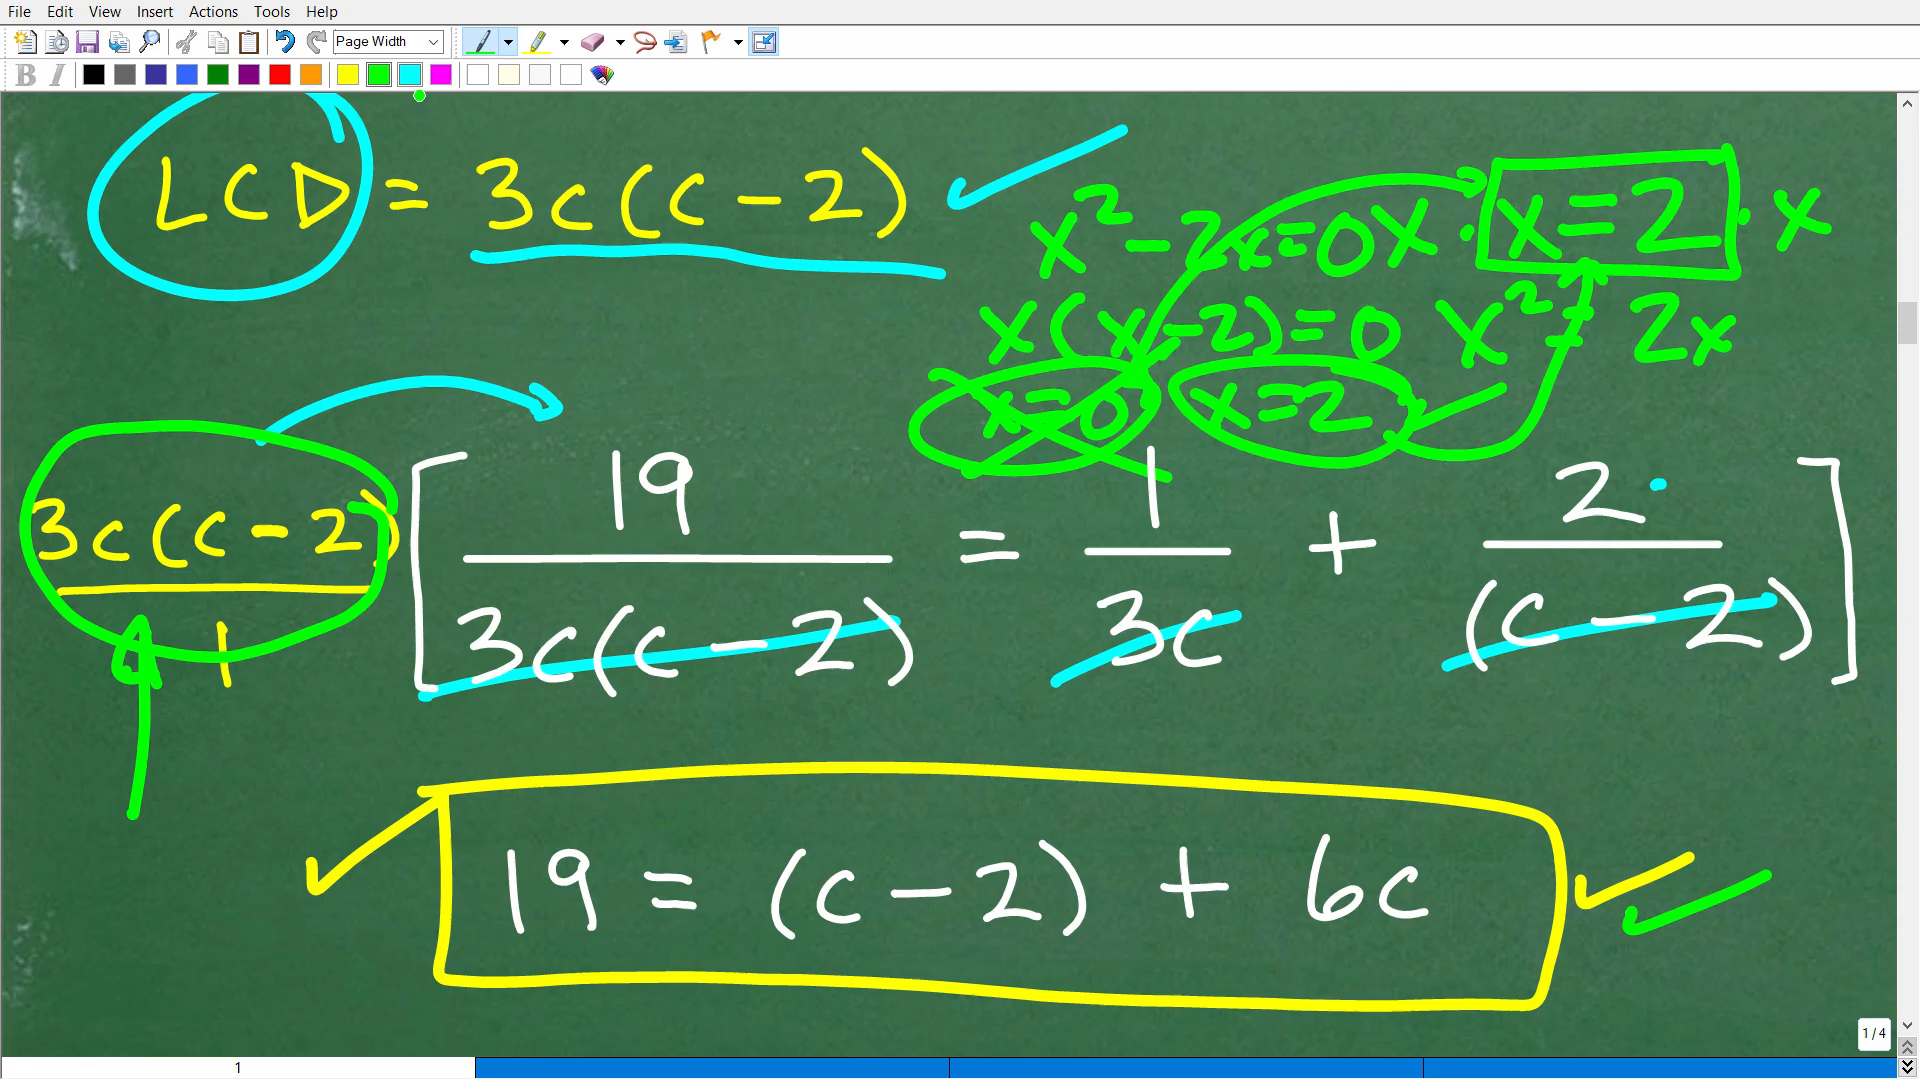 File Edit View Insert Actions Tools Help
Page Width
B I
LCD = 3c(c-2)
x · x=2 · x
x²-2x=0
x(x-2)=0
x² = 2x
x=0 x=2
3c(c-2)/1 [19/3c(c-2) = 1/3c + 2/(c-2)]
19 = (c-2) + 6c
1/4
1